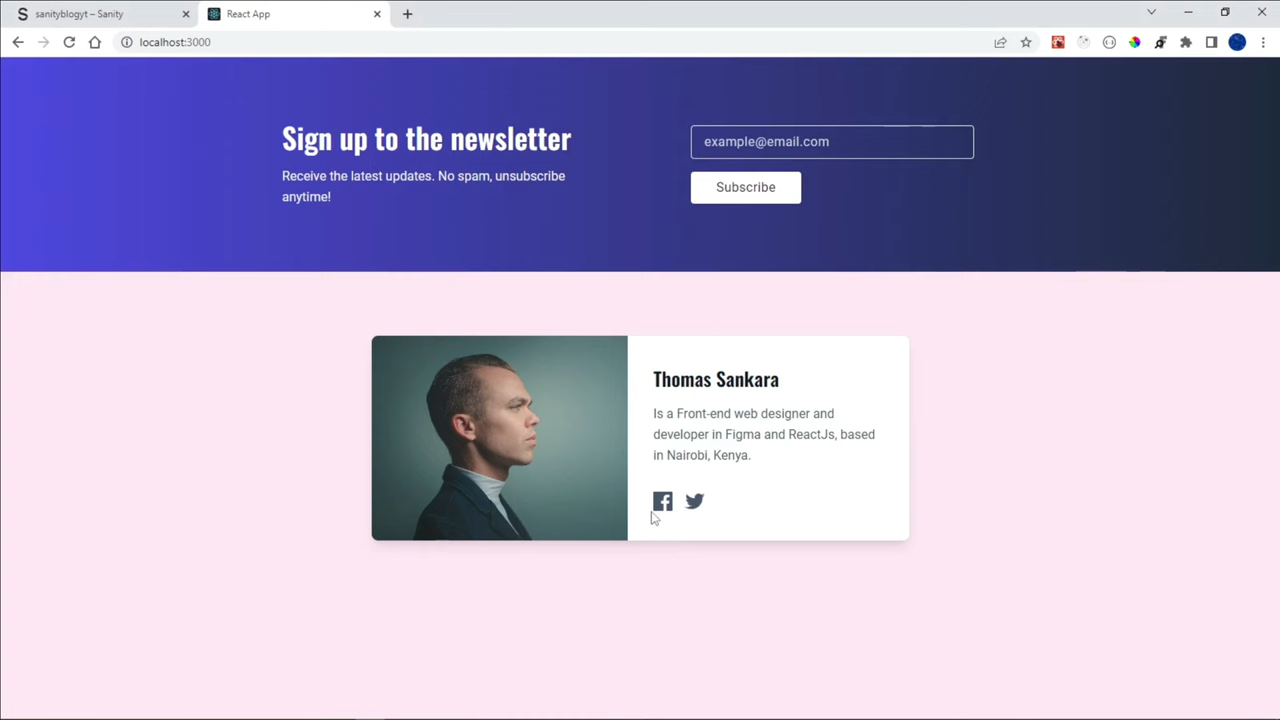 sanityblogyt – Sanity
React App
localhost:3000
Sign up to the newsletter
Receive the latest updates. No spam, unsubscribe
anytime!
example@email.com
Subscribe
Thomas Sankara
Is a Front-end web designer and
developer in Figma and ReactJs, based
in Nairobi, Kenya.